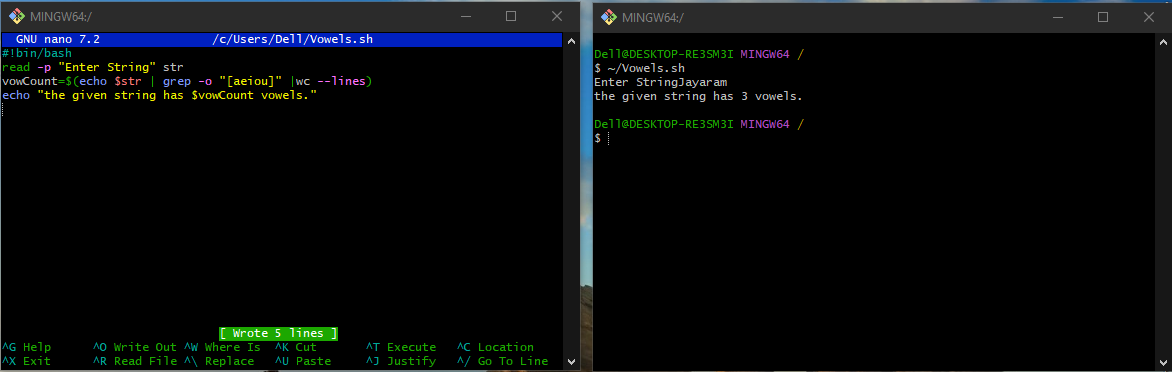 MINGW64:/
GNU nano 7.2 /c/Users/Dell/Vowels.sh
#!bin/bash
read -p "Enter String" str
vowCount=$(echo $str | grep -o "[aeiou]" |wc --lines)
echo "the given string has $vowCount vowels."
[ Wrote 5 lines ]
^G Help ^O Write Out ^W Where Is ^K Cut ^T Execute ^C Location
^X Exit ^R Read File ^\ Replace ^U Paste ^J Justify ^/ Go To Line
MINGW64:/
Dell@DESKTOP-RE3SM3I MINGW64 /
$ ~/Vowels.sh
Enter StringJayaram
the given string has 3 vowels.
Dell@DESKTOP-RE3SM3I MINGW64 /
$